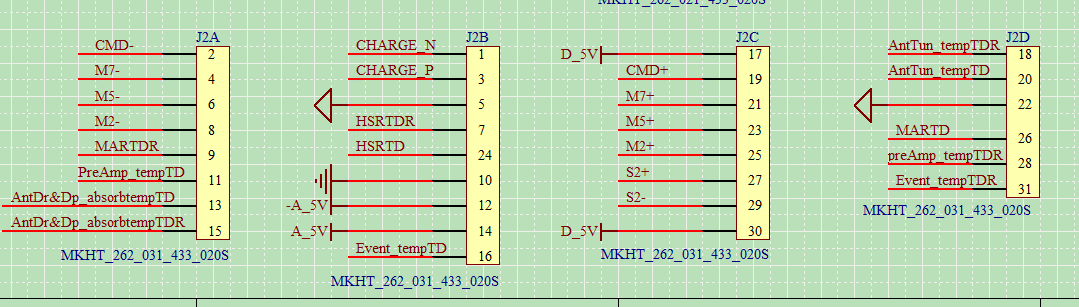 MKHT_262_021_433_020S
J2A
CMD- 2
M7- 4
M5- 6
M2- 8
MARTDR 9
PreAmp_tempTD 11
AntDr&Dp_absorbtempTD 13
AntDr&Dp_absorbtempTDR 15
MKHT_262_031_433_020S
J2B
CHARGE_N 1
CHARGE_P 3
5
HSRTDR 7
HSRTD 24
10
-A_5V 12
A_5V 14
Event_tempTD 16
MKHT_262_031_433_020S
J2C
D_5V 17
CMD+ 19
M7+ 21
M5+ 23
M2+ 25
S2+ 27
S2- 29
D_5V 30
MKHT_262_031_433_020S
J2D
AntTun_tempTDR 18
AntTun_tempTD 20
22
MARTD 26
preAmp_tempTDR 28
Event_tempTDR 31
MKHT_262_031_433_020S